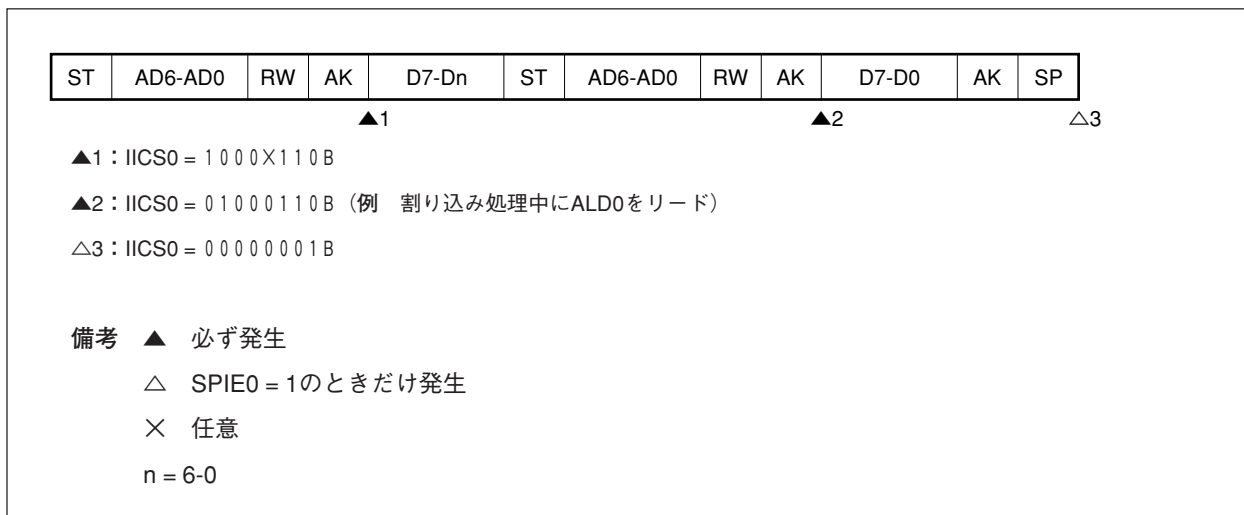 ST AD6-AD0 RW AK D7-Dn ST AD6-AD0 RW AK D7-D0 AK SP
▲1 ▲2 △3
▲1：IICS0 = 1000×110B
▲2：IICS0 = 01000110B（例　割り込み処理中にALD0をリード）
△3：IICS0 = 00000001B
備考　▲　必ず発生
△　SPIE0 = 1のときだけ発生
×　任意
n = 6-0